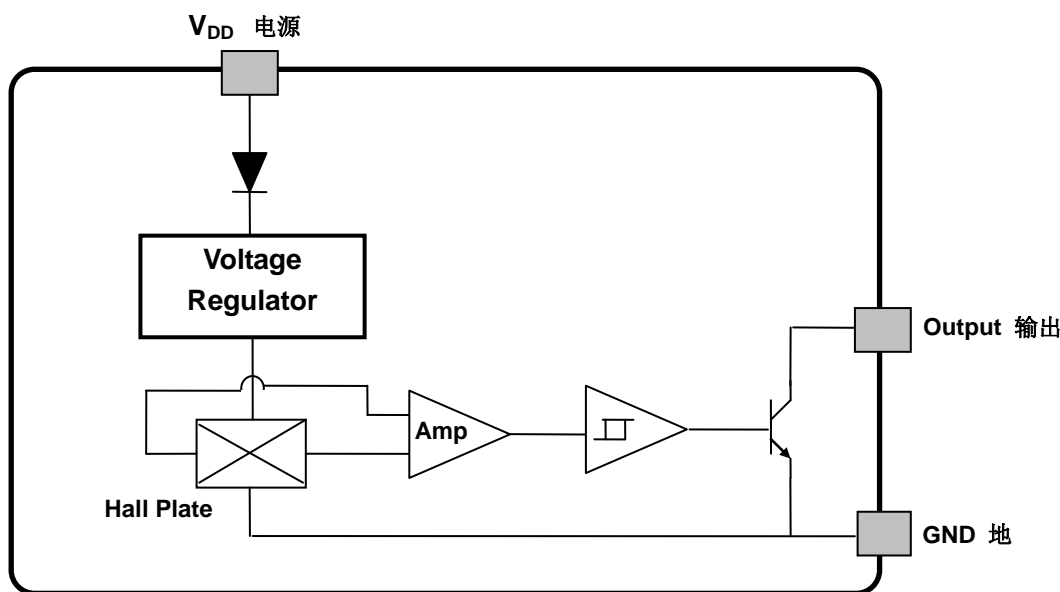 VDD 电源
Voltage
Regulator
Output 输出
Amp
Hall Plate
GND 地